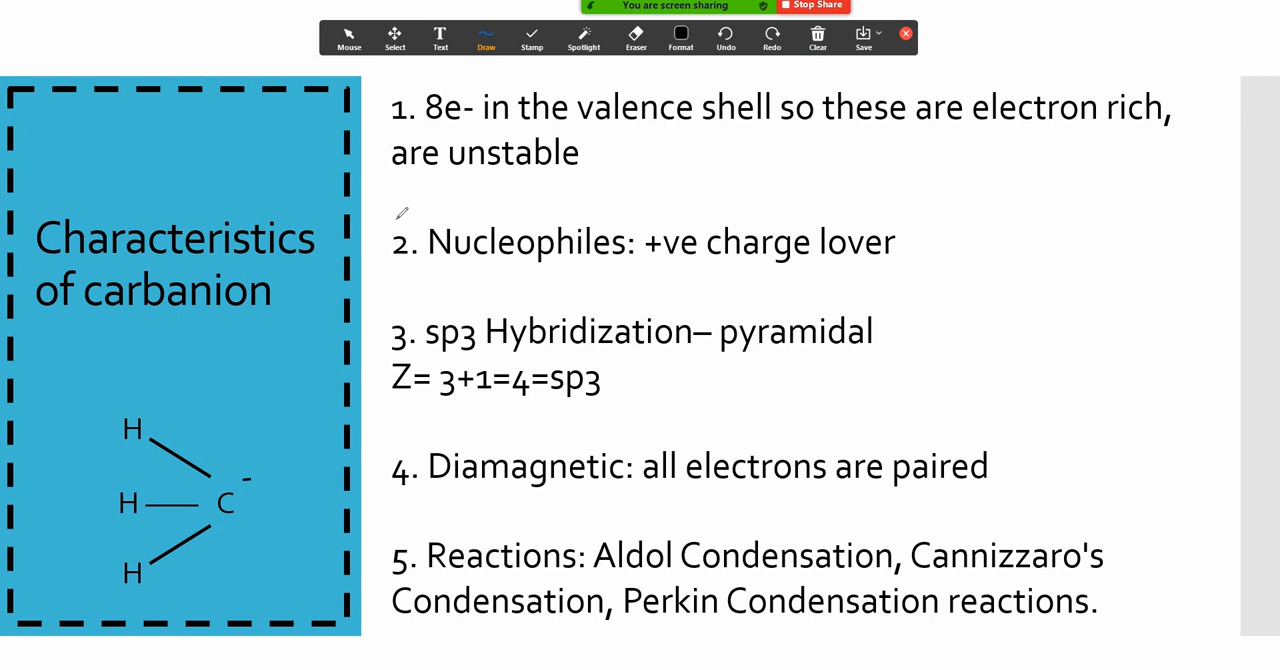 You are screen sharing
Stop Share
Mouse
Select
Text
Draw
Stamp
Spotlight
Eraser
Format
Undo
Redo
Clear
Save
Characteristics
of carbanion
H
H C -
H
1. 8e- in the valence shell so these are electron rich,
are unstable
2. Nucleophiles: +ve charge lover
3. sp3 Hybridization– pyramidal
Z= 3+1=4=sp3
4. Diamagnetic: all electrons are paired
5. Reactions: Aldol Condensation, Cannizzaro's
Condensation, Perkin Condensation reactions.